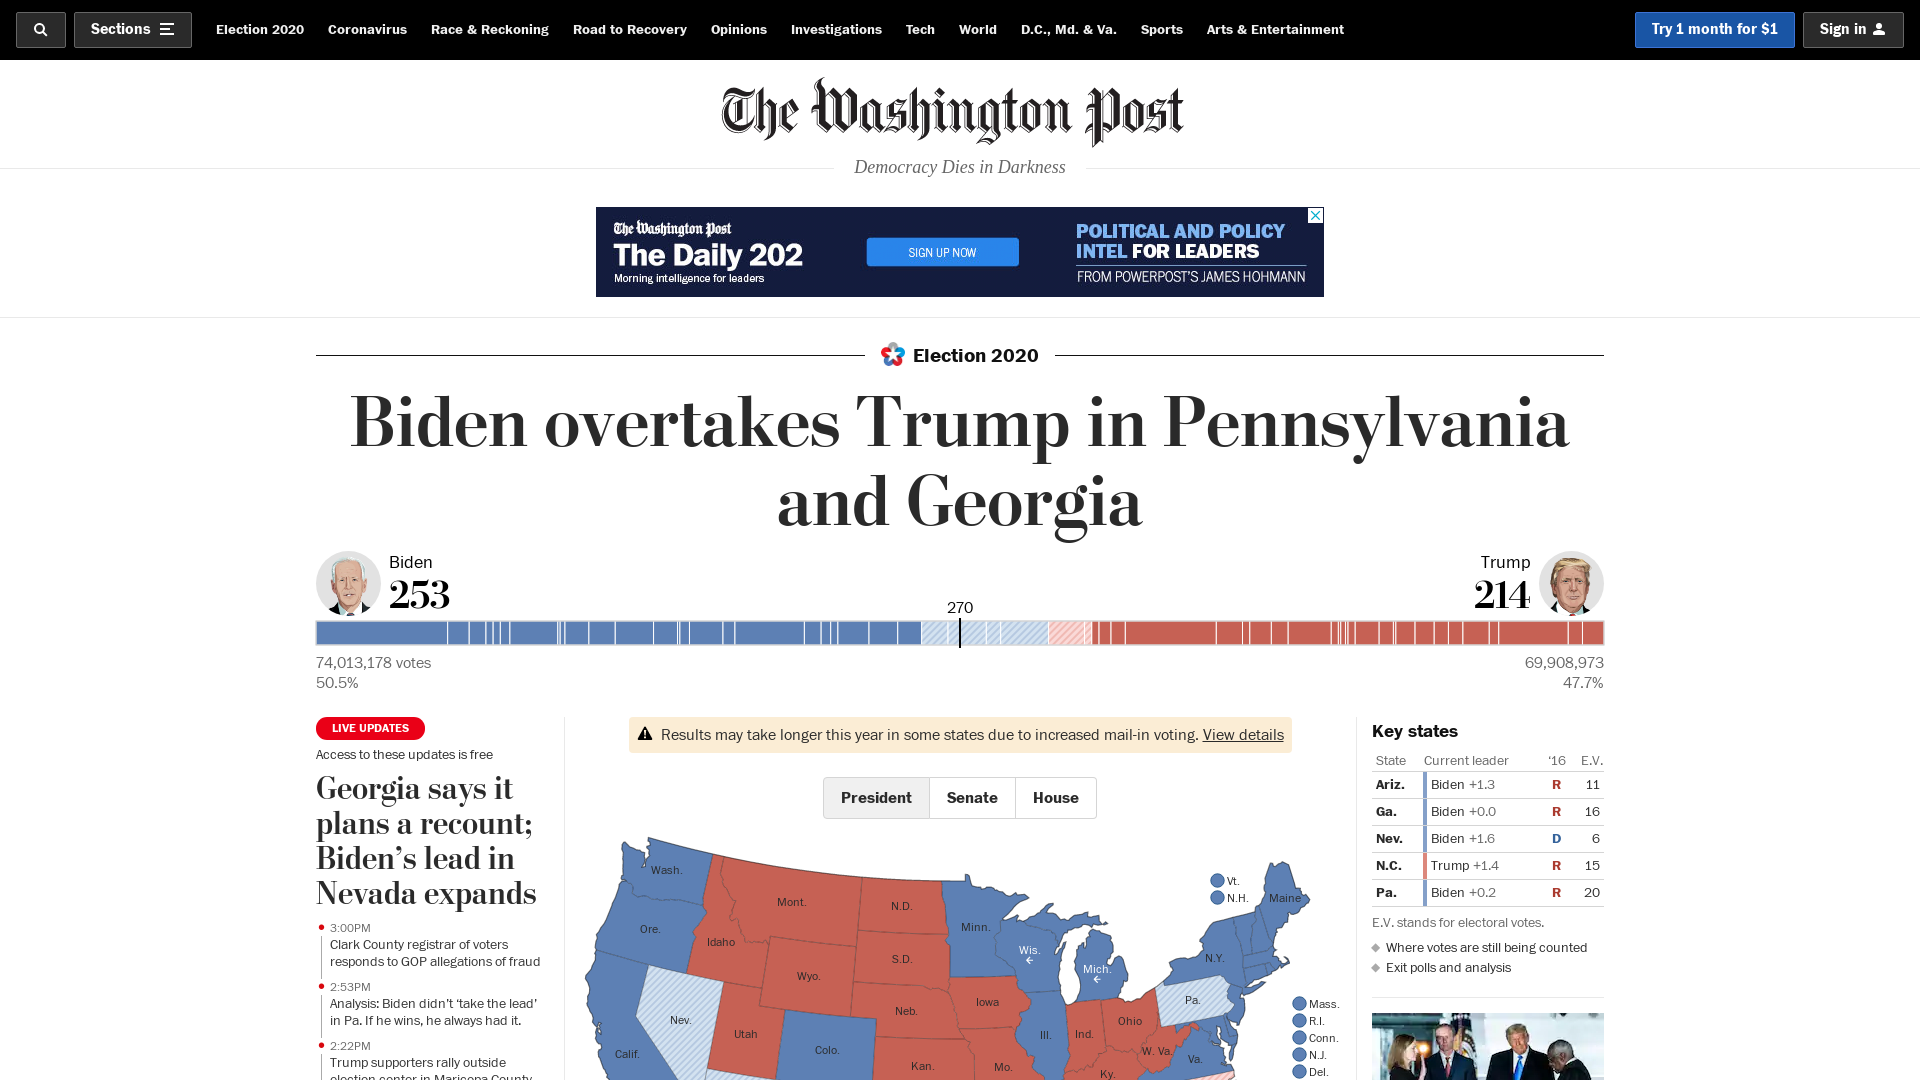 Sections
Election 2020
Coronavirus
Race & Reckoning
Road to Recovery
Opinions
Investigations
Tech
World
D.C., Md. & Va.
Sports
Arts & Entertainment
Try 1 month for $1
Sign in
The Washington Post
Democracy Dies in Darkness
The Washington Post
The Daily 202
Morning intelligence for leaders
SIGN UP NOW
POLITICAL AND POLICY
INTEL FOR LEADERS
FROM POWERPOST'S JAMES HOHMANN
Election 2020
Biden overtakes Trump in Pennsylvania
and Georgia
Biden
253
270
Trump
214
74,013,178 votes
50.5%
69,908,973
47.7%
LIVE UPDATES
Access to these updates is free
Georgia says it
plans a recount;
Biden’s lead in
Nevada expands
3:00PM
Clark County registrar of voters
responds to GOP allegations of fraud
2:53PM
Analysis: Biden didn’t ‘take the lead’
in Pa. If he wins, he always had it.
2:22PM
Trump supporters rally outside
election center in Maricopa County
Results may take longer this year in some states due to increased mail-in voting. View details
President
Senate
House
Wash.
Ore.
Idaho
Mont.
Wyo.
N.D.
S.D.
Neb.
Minn.
Wis.
Mich.
Iowa
Ill.
Ind.
Ohio
Pa.
N.Y.
Maine
Vt.
N.H.
Nev.
Utah
Colo.
Calif.
Kan.
Mo.
Ky.
W. Va.
Va.
Mass.
R.I.
Conn.
N.J.
Del.
Key states
State Current leader ‘16 E.V.
Ariz. Biden +1.3 R 11
Ga. Biden +0.0 R 16
Nev. Biden +1.6 D 6
N.C. Trump +1.4 R 15
Pa. Biden +0.2 R 20
E.V. stands for electoral votes.
Where votes are still being counted
Exit polls and analysis